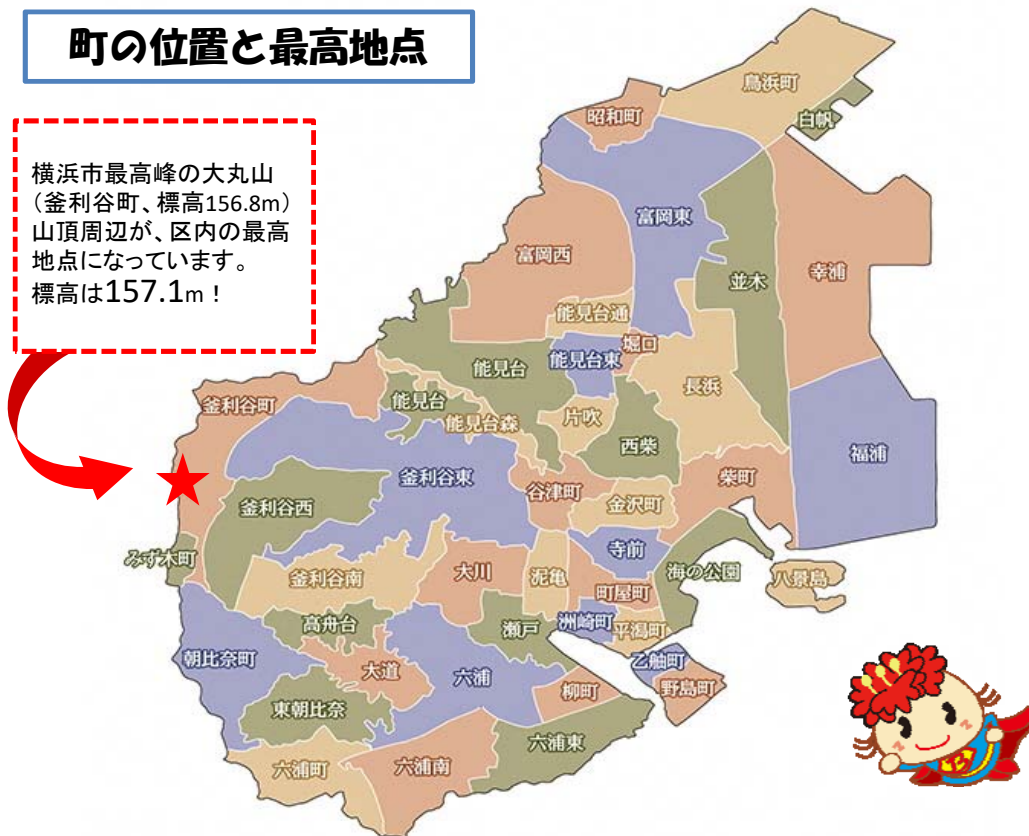 町の位置と最高地点
横浜市最高峰の大丸山
（釜利谷町、標高156.8m）
山頂周辺が、区内の最高
地点になっています。
標高は157.1m！
鳥浜町
昭和町
白帆
富岡東
富岡西
並木
幸浦
能見台通
堀口
能見台東
能見台
長浜
釜利谷町
能見台
能見台森
片吹
西柴
福浦
釜利谷東
谷津町
柴町
金沢町
釜利谷西
みず木町
寺前
釜利谷南
大川
泥亀
海の公園
八景島
町屋町
高舟台
瀬戸
洲崎町
平潟町
朝比奈町
大道
六浦
乙舳町
柳町
野島町
東朝比奈
六浦東
六浦町
六浦南